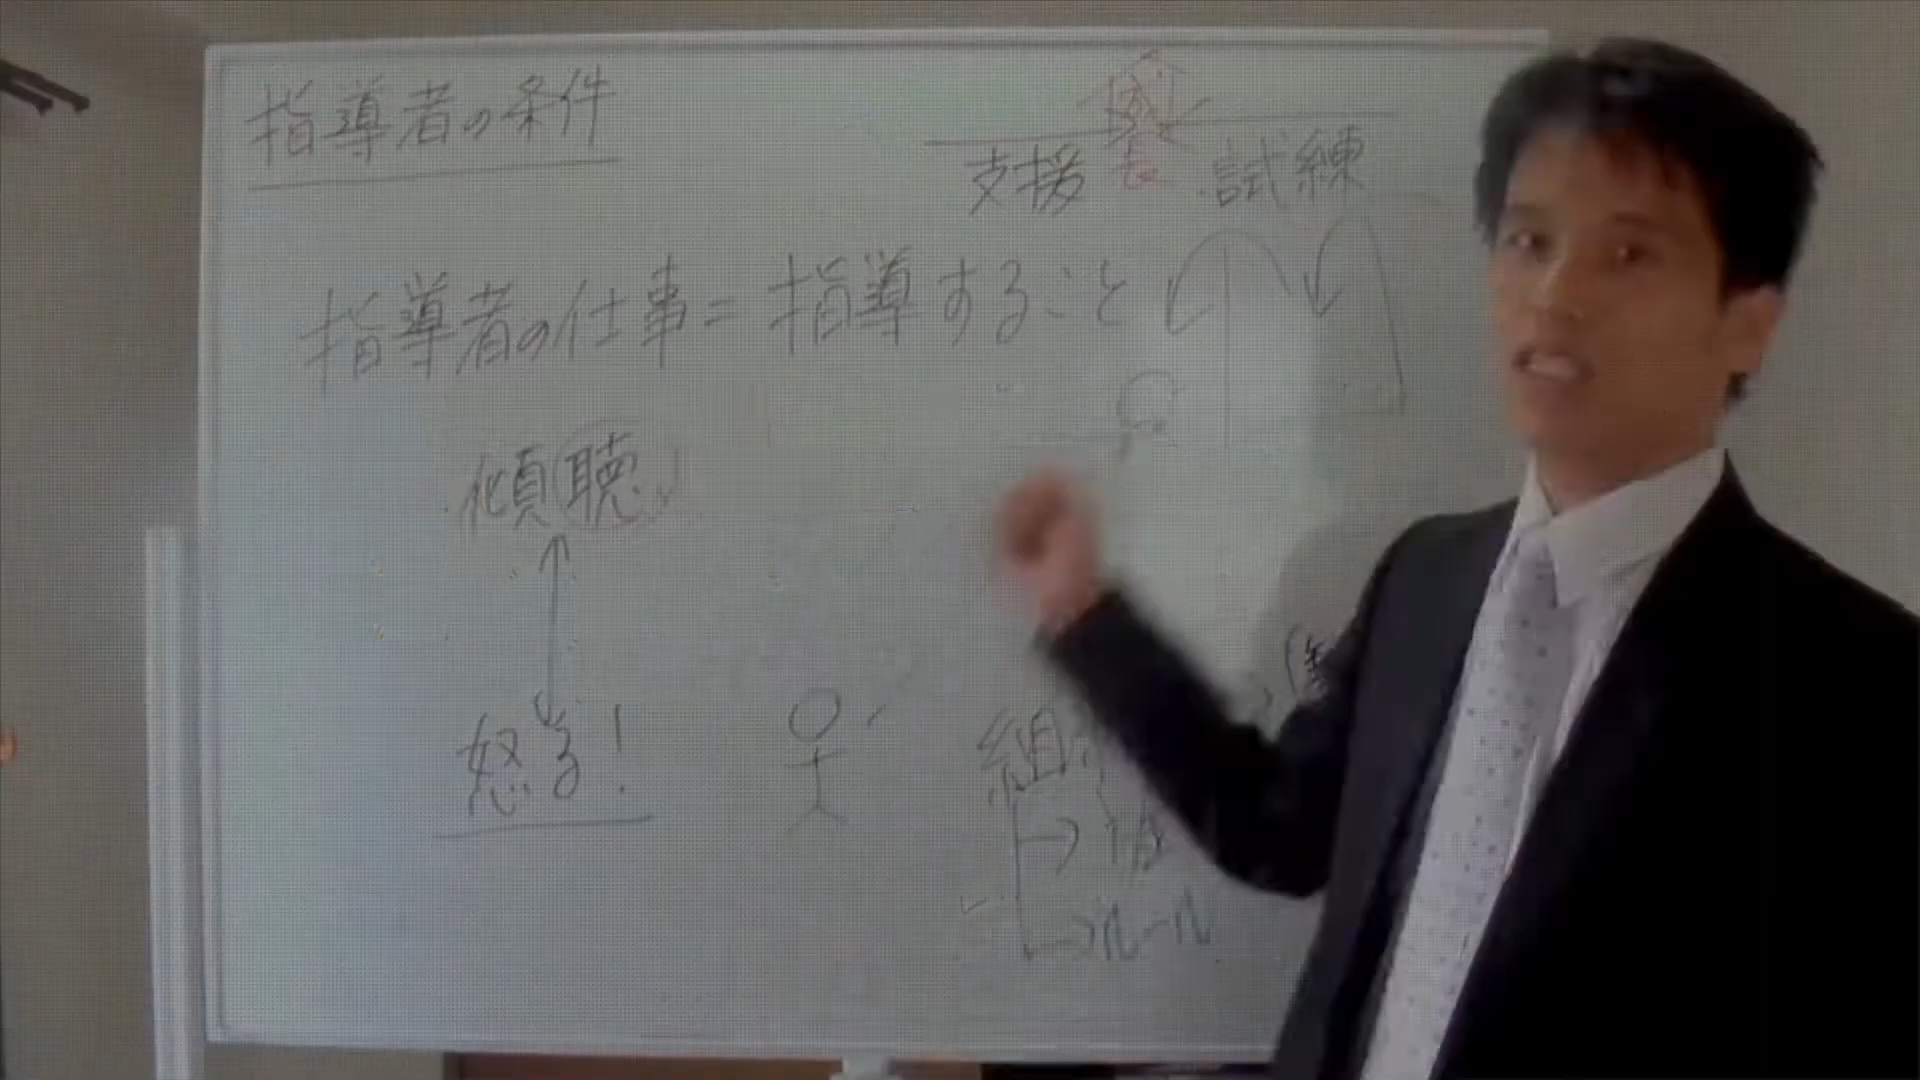 指導者の条件
支援 試練
指導者の仕事=指導すること
傾聴
怒る!
組
ルール